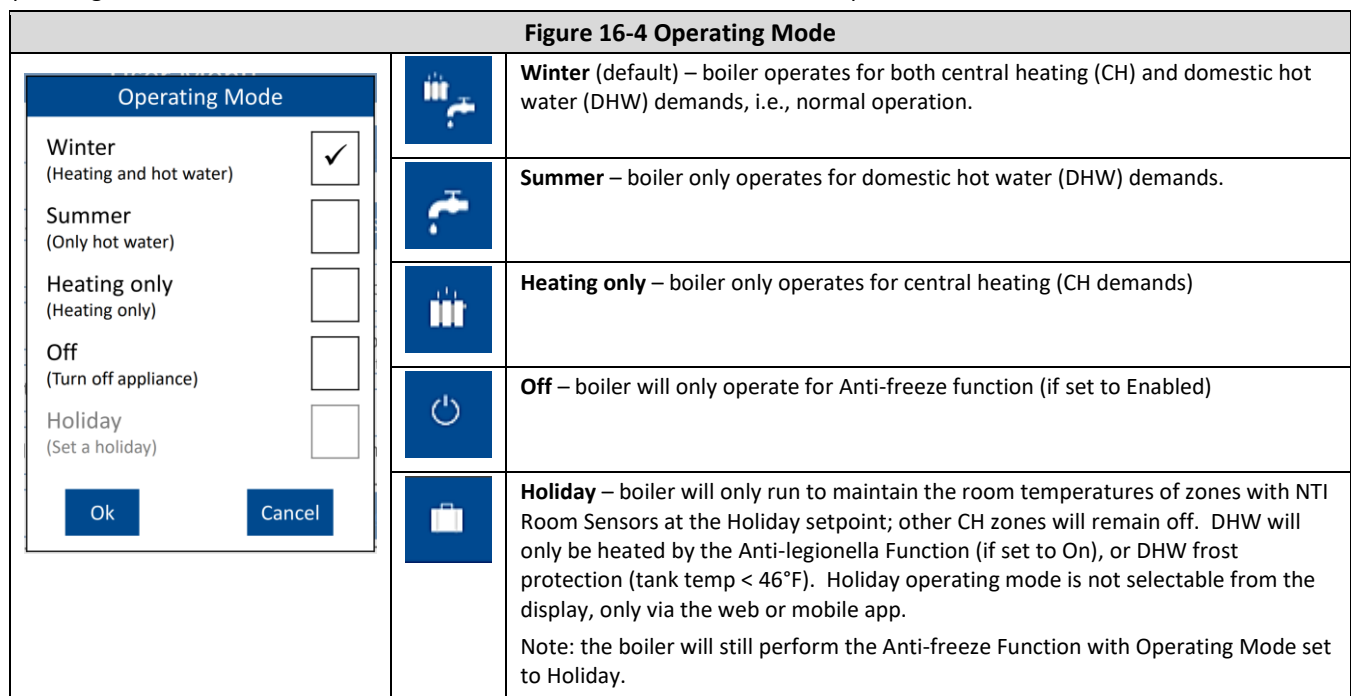 Figure 16-4 Operating Mode
Operating Mode
Winter
(Heating and hot water)
✓
Summer
(Only hot water)
Heating only
(Heating only)
Off
(Turn off appliance)
Holiday
(Set a holiday)
Ok
Cancel
Winter (default) – boiler operates for both central heating (CH) and domestic hot
water (DHW) demands, i.e., normal operation.
Summer – boiler only operates for domestic hot water (DHW) demands.
Heating only – boiler only operates for central heating (CH demands)
Off – boiler will only operate for Anti-freeze function (if set to Enabled)
Holiday – boiler will only run to maintain the room temperatures of zones with NTI
Room Sensors at the Holiday setpoint; other CH zones will remain off.  DHW will
only be heated by the Anti-legionella Function (if set to On), or DHW frost
protection (tank temp < 46°F).  Holiday operating mode is not selectable from the
display, only via the web or mobile app.
Note: the boiler will still perform the Anti-freeze Function with Operating Mode set
to Holiday.